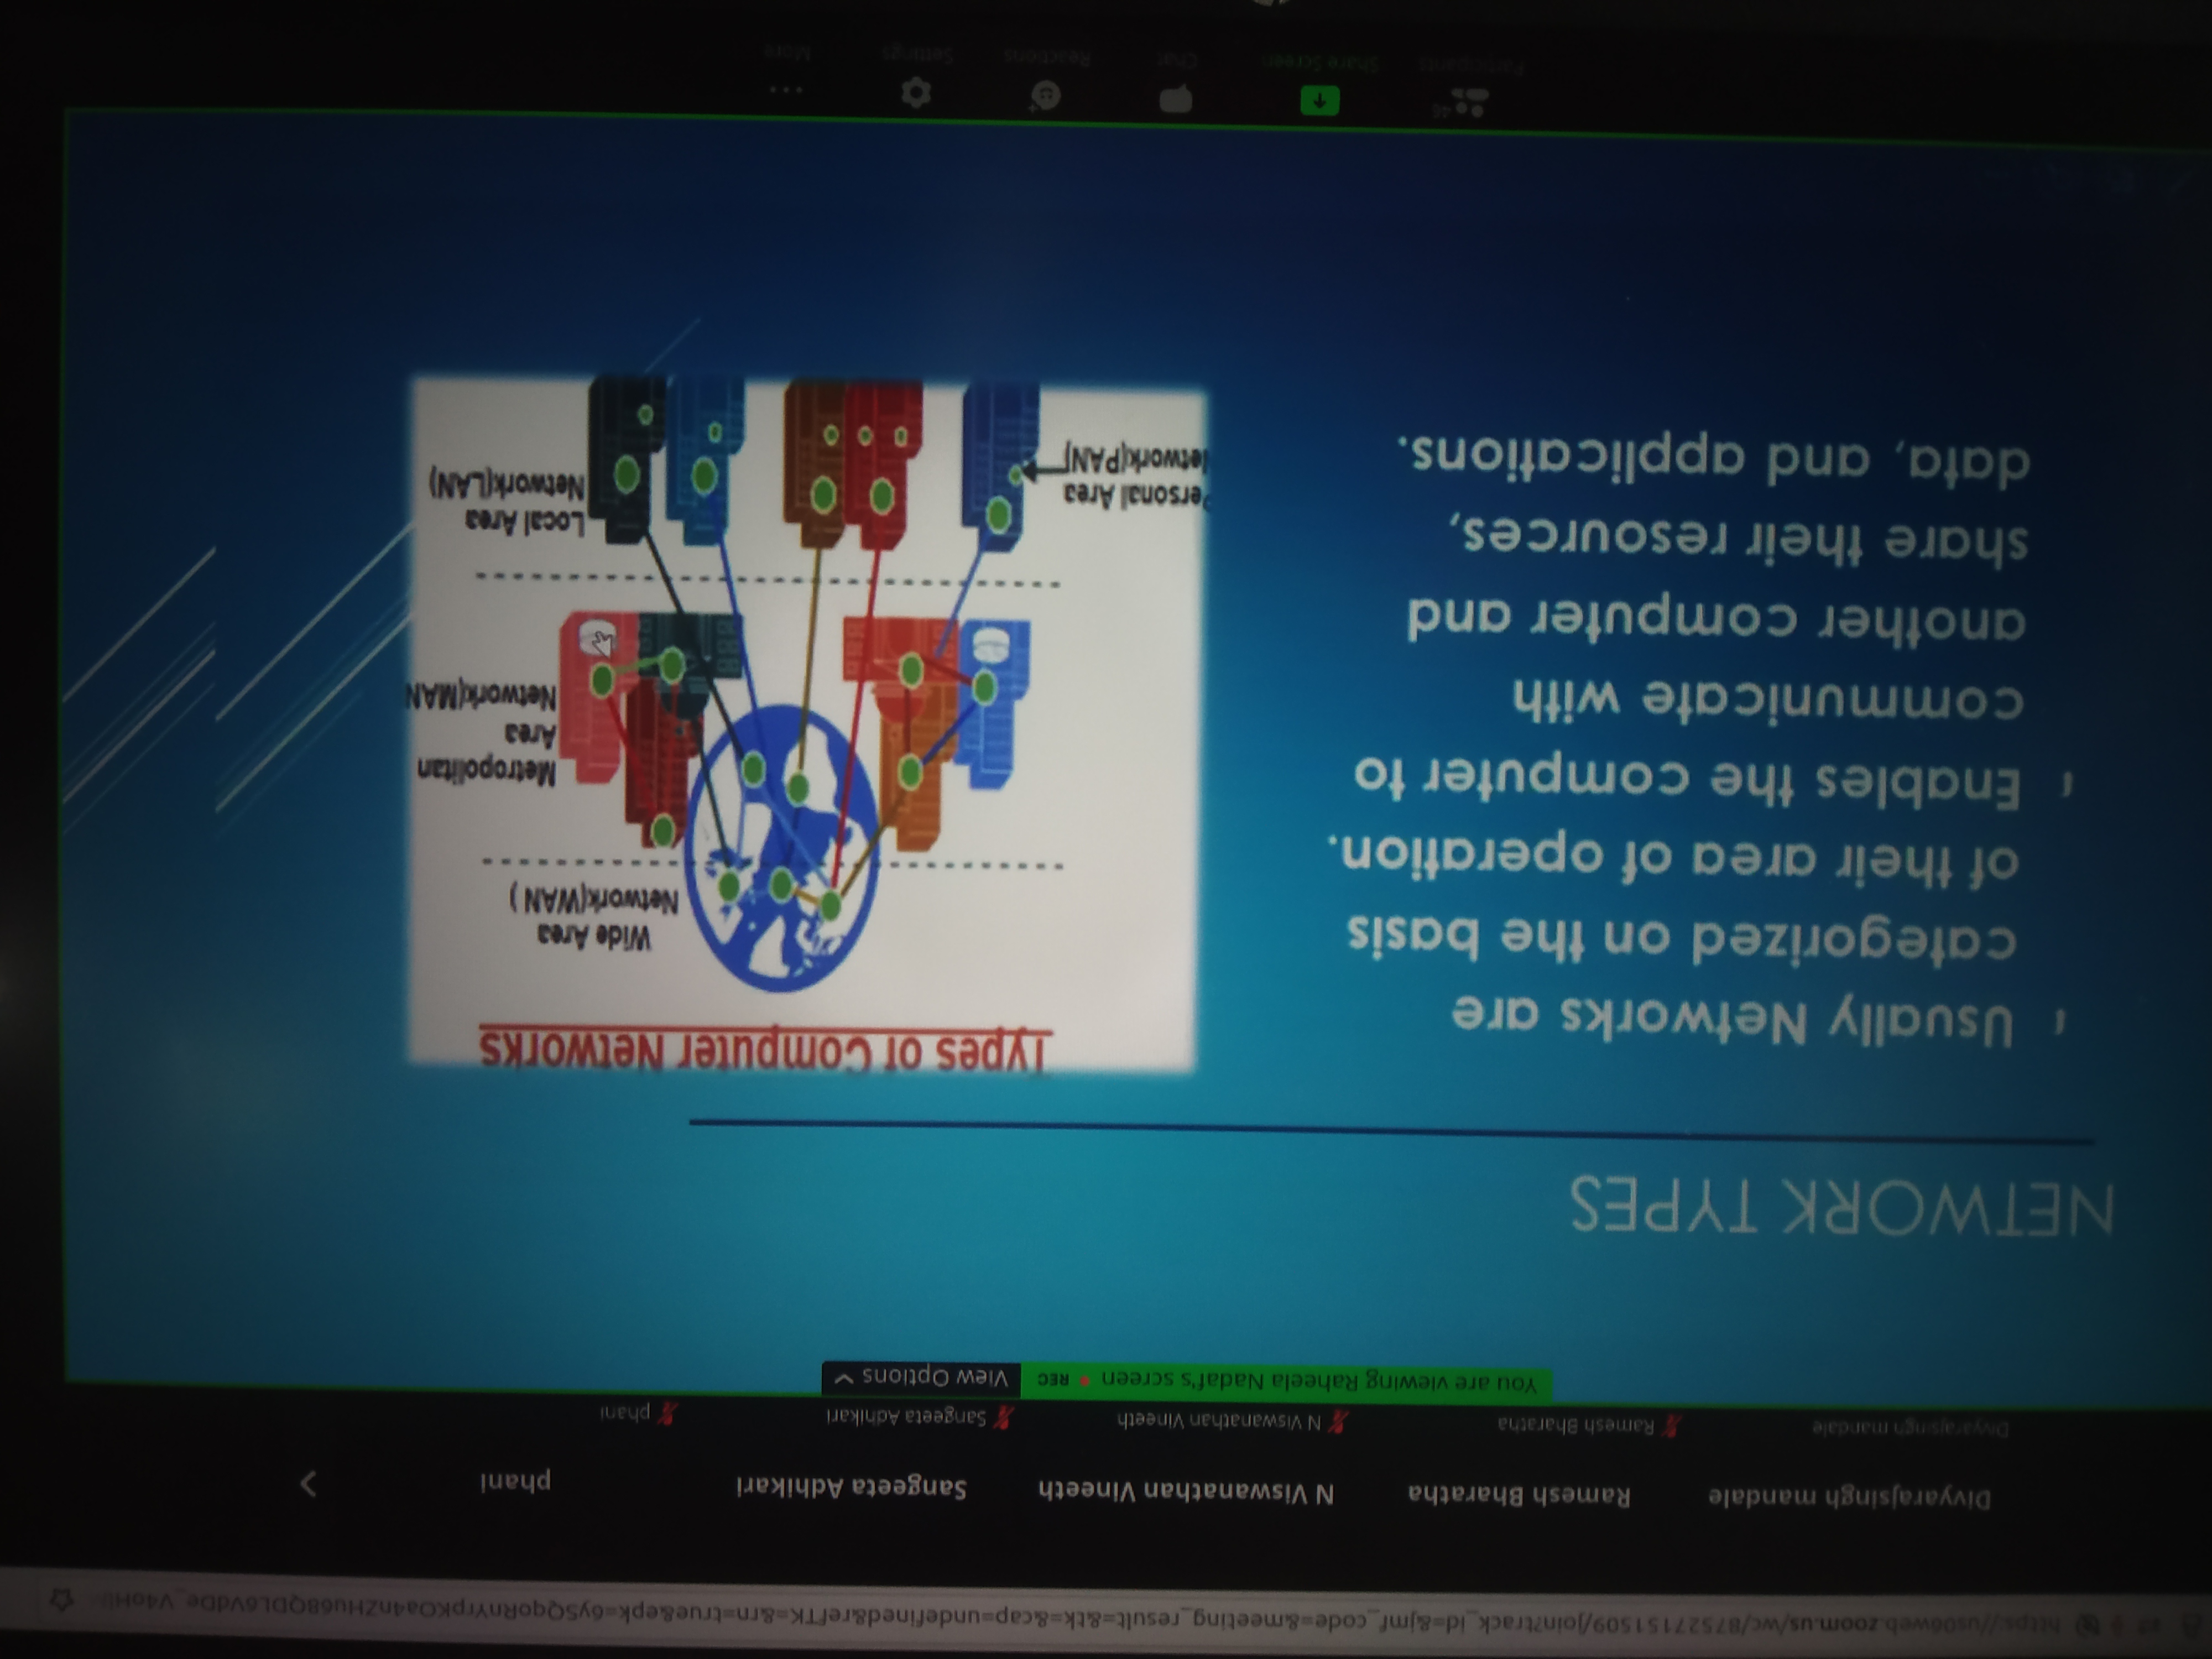 https://us06web.zoom.us/wc/87527151509/join?track_id=&jmf_code=&meeting_result=&tk=&cap=undefined&refTK=&rn=true&epk=6ySQqoRnYrpKOa4nZHu68QDL6VdDe_V4oHl
Divyarajsingh mandale Ramesh Bharatha N Viswanathan Vineeth Sangeeta Adhikari phani
Divyarajsingh mandale Ramesh Bharatha N Viswanathan Vineeth Sangeeta Adhikari phani
You are viewing Raheela Nadaf's screen REC View Options
NETWORK TYPES
Usually Networks are
categorized on the basis
of their area of operation.
Enables the computer to
communicate with
another computer and
share their resources,
data, and applications.
Types of Computer Networks
Wide Area
Network(WAN )
Metropolitan
Area
Network(MAN
ersonal Area
etwork(PAN)
Local Area
Network(LAN)
46
Participants Share Screen Chat Reactions Settings More